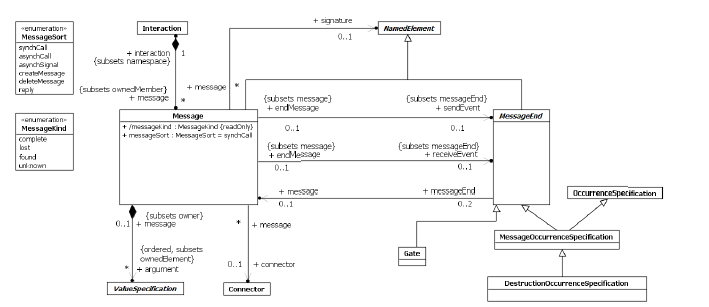 «enumeration»
MessageSort
synchCall
asynchCall
asynchSignal
createMessage
deleteMessage
reply
«enumeration»
MessageKind
complete
lost
found
unknown
Interaction
+ interaction 1
{subsets namespace}
{subsets ownedMember}
+ message *
+ signature
0..1
NamedElement
+ message *
Message
+ /messageKind : MessageKind {readOnly}
+ messageSort : MessageSort = synchCall
{subsets message}
+ endMessage
0..1
{subsets messageEnd}
+ sendEvent
0..1
{subsets message}
+ endMessage
0..1
{subsets messageEnd}
+ receiveEvent
0..1
+ message
0..1
+ messageEnd
0..2
MessageEnd
OccurrenceSpecification
MessageOccurrenceSpecification
Gate
DestructionOccurrenceSpecification
{subsets owner}
0..1 + message
{ordered, subsets
ownedElement}
* + argument
ValueSpecification
* + message
0..1 + connector
Connector